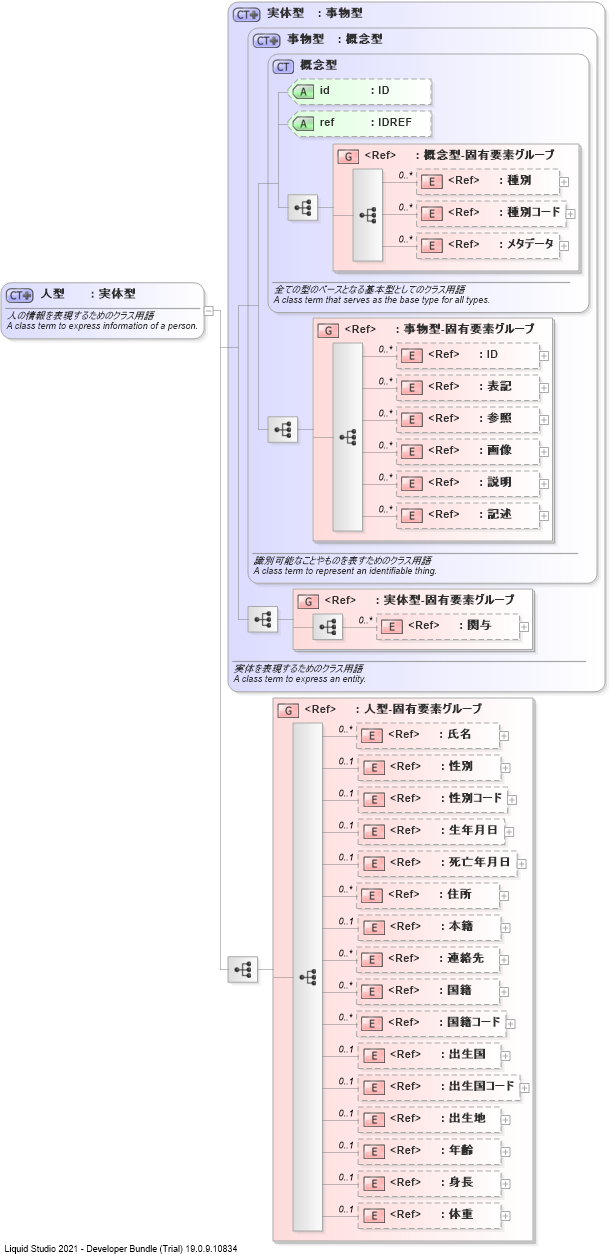 CT 実体型 : 事物型
CT 事物型 : 概念型
CT 概念型
A id : ID
A ref : IDREF
G <Ref> : 概念型-固有要素グループ
0..* E <Ref> : 種別
0..* E <Ref> : 種別コード
0..* E <Ref> : メタデータ
全ての型のベースとなる基本型としてのクラス用語
A class term that serves as the base type for all types.
CT 人型 : 実体型
人の情報を表現するためのクラス用語
A class term to express information of a person.
G <Ref> : 事物型-固有要素グループ
0..* E <Ref> : ID
0..* E <Ref> : 表記
0..* E <Ref> : 参照
0..* E <Ref> : 画像
0..* E <Ref> : 説明
0..* E <Ref> : 記述
識別可能なことやものを表すためのクラス用語
A class term to represent an identifiable thing.
G <Ref> : 実体型-固有要素グループ
0..* E <Ref> : 関与
実体を表現するためのクラス用語
A class term to express an entity.
G <Ref> : 人型-固有要素グループ
0..* E <Ref> : 氏名
0..1 E <Ref> : 性別
0..1 E <Ref> : 性別コード
0..1 E <Ref> : 生年月日
0..1 E <Ref> : 死亡年月日
0..* E <Ref> : 住所
0..1 E <Ref> : 本籍
0..* E <Ref> : 連絡先
0..* E <Ref> : 国籍
0..* E <Ref> : 国籍コード
0..1 E <Ref> : 出生国
0..1 E <Ref> : 出生国コード
0..1 E <Ref> : 出生地
0..1 E <Ref> : 年齢
0..1 E <Ref> : 身長
0..1 E <Ref> : 体重
Liquid Studio 2021 - Developer Bundle (Trial) 19.0.9.10834